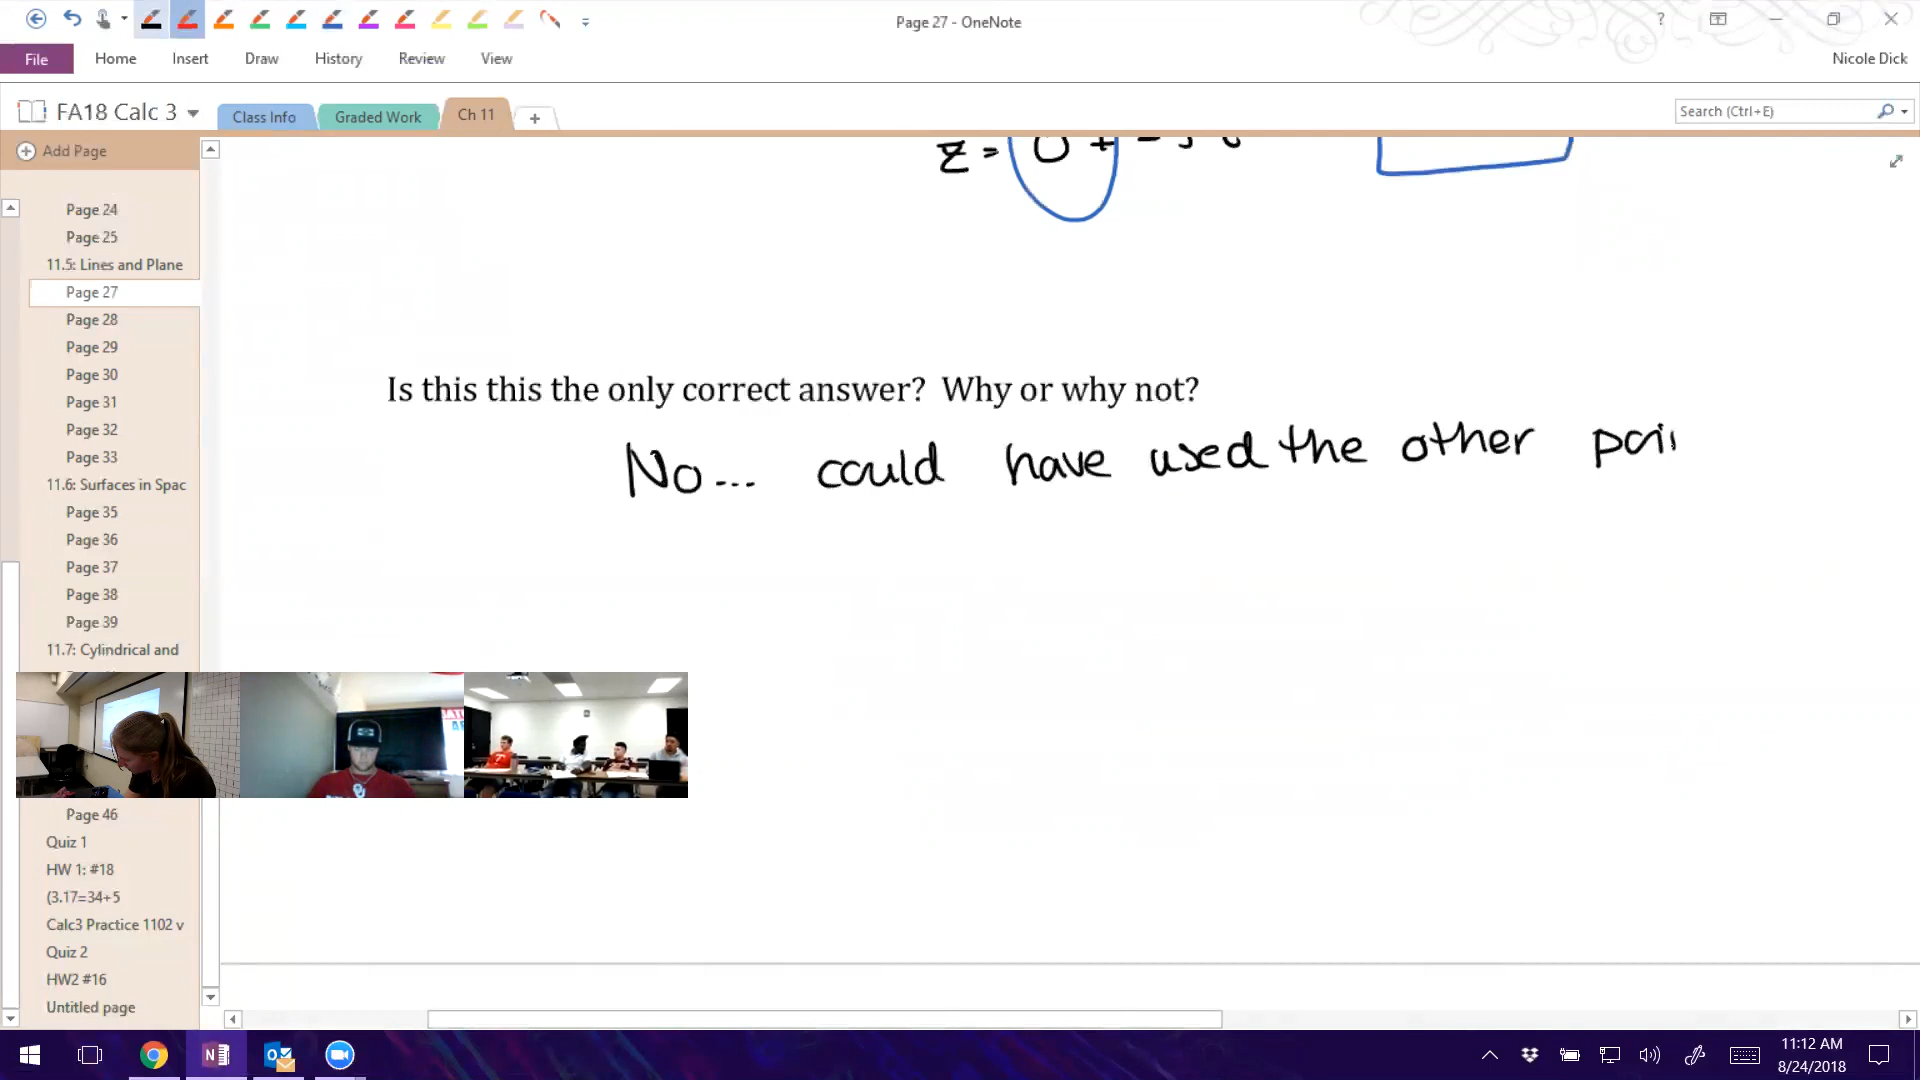 Page 27 - OneNote
File Home Insert Draw History Review View
Nicole Dick
FA18 Calc 3 Class Info Graded Work Ch 11
Search (Ctrl+E)
Add Page
Page 24
Page 25
11.5: Lines and Plane
Page 27
Page 28
Page 29
Page 30
Page 31
Page 32
Page 33
11.6: Surfaces in Spac
Page 35
Page 36
Page 37
Page 38
Page 39
11.7: Cylindrical and
Page 46
Quiz 1
HW 1: #18
(3.17=34+5
Calc3 Practice 1102 v
Quiz 2
HW2 #16
Untitled page
z = 0 +
Is this this the only correct answer? Why or why not?
No... could have used the other poi
11:12 AM
8/24/2018